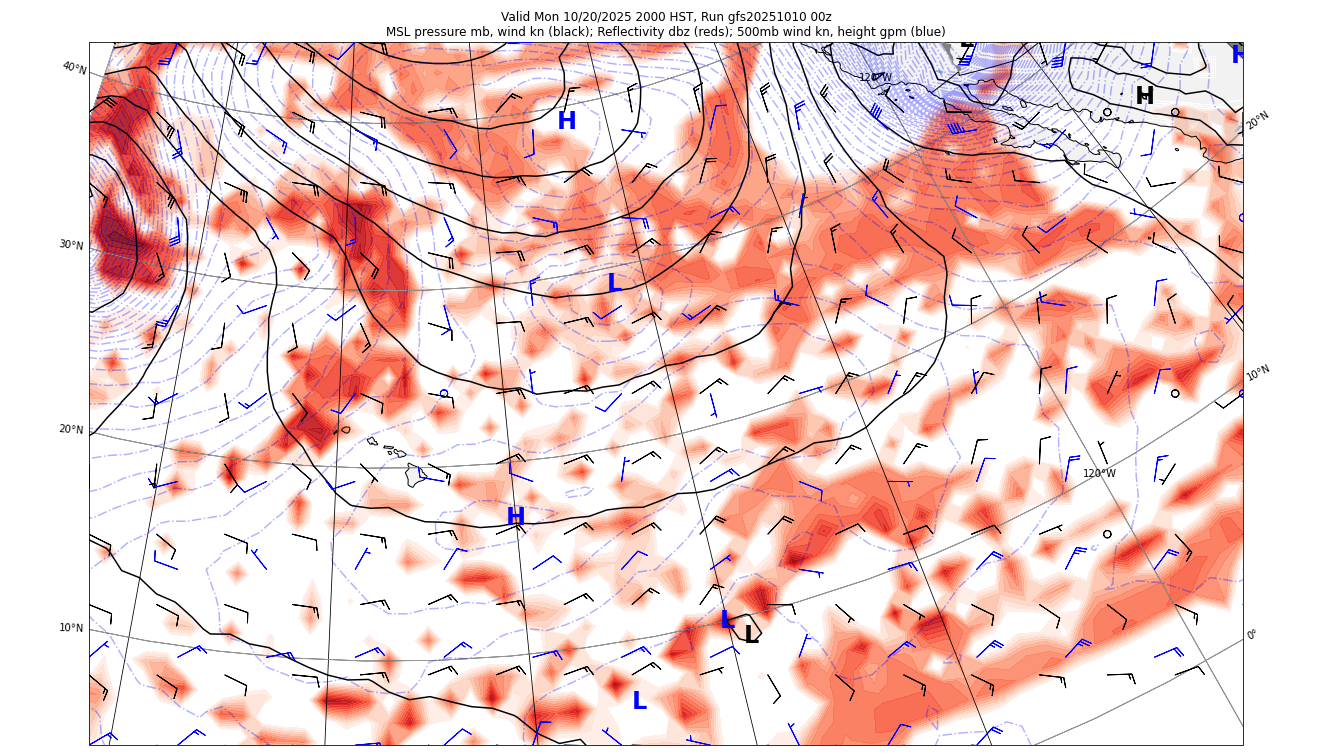 Valid Mon 10/20/2025 2000 HST, Run gfs20251010 00z
MSL pressure mb, wind kn (black); Reflectivity dbz (reds); 500mb wind kn, height gpm (blue)
L
H
40°N
120°W
H
H
20°N
30°N
L
10°N
20°N
120°W
H
10°N
L
L
0°
L